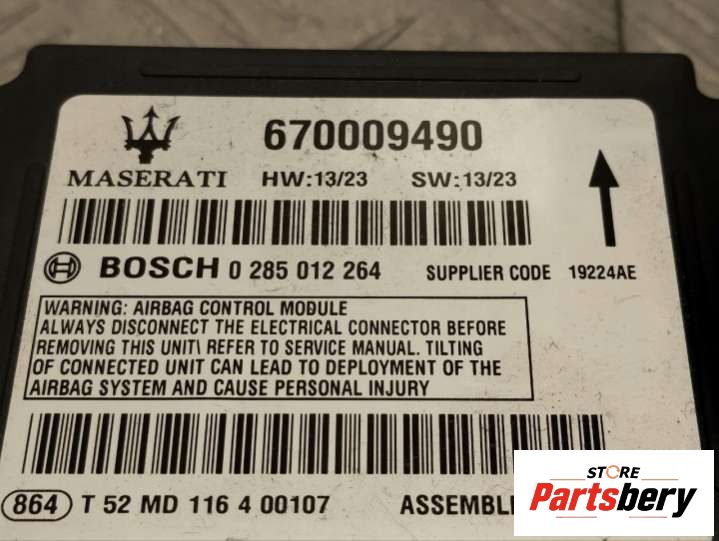 670009490
MASERATI HW:13/23 SW:13/23
BOSCH 0 285 012 264 SUPPLIER CODE 19224AE
WARNING: AIRBAG CONTROL MODULE
ALWAYS DISCONNECT THE ELECTRICAL CONNECTOR BEFORE
REMOVING THIS UNIT\ REFER TO SERVICE MANUAL. TILTING
OF CONNECTED UNIT CAN LEAD TO DEPLOYMENT OF THE
AIRBAG SYSTEM AND CAUSE PERSONAL INJURY
864 T 52 MD 116 4 00107
STORE
Partsbery